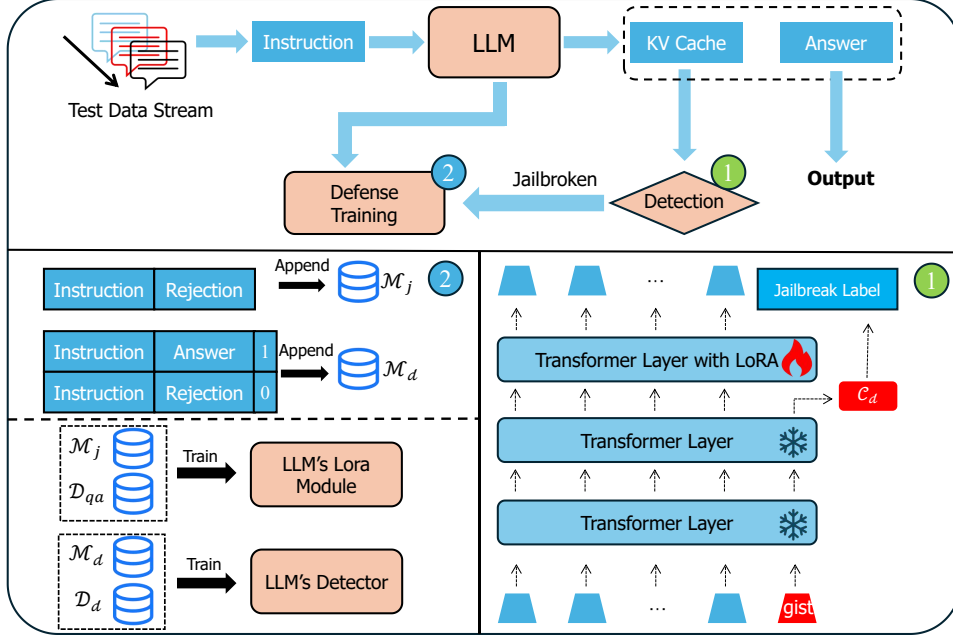 Instruction
LLM
KV Cache
Answer
Test Data Stream
2
1
Defense
Training
Jailbroken
Detection
Output
Instruction Rejection
Append
ℳj
2
Instruction Answer 1
Instruction Rejection 0
Append
ℳd
ℳj
𝒟qa
Train
LLM's Lora
Module
ℳd
𝒟d
Train
LLM's Detector
...
Jailbreak Label
1
Transformer Layer with LoRA
𝒞d
Transformer Layer
Transformer Layer
...
gist